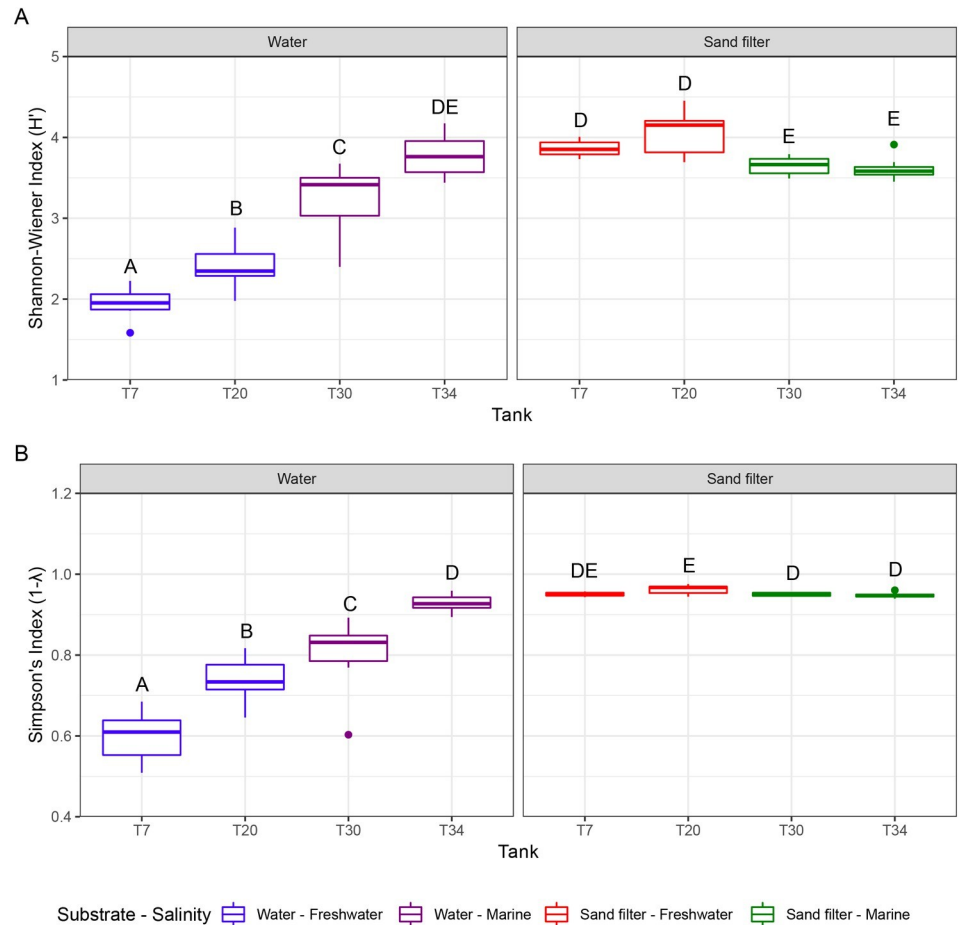 A
Water
Sand filter
Shannon-Wiener Index (H')
5
4
3
2
1
A
B
C
DE
D
D
E
E
T7
T20
T30
T34
T7
T20
T30
T34
Tank
B
Water
Sand filter
Simpson's Index (1-λ)
1.2
1.0
0.8
0.6
0.4
A
B
C
D
DE
E
D
D
T7
T20
T30
T34
T7
T20
T30
T34
Tank
Substrate - Salinity
Water - Freshwater
Water - Marine
Sand filter - Freshwater
Sand filter - Marine